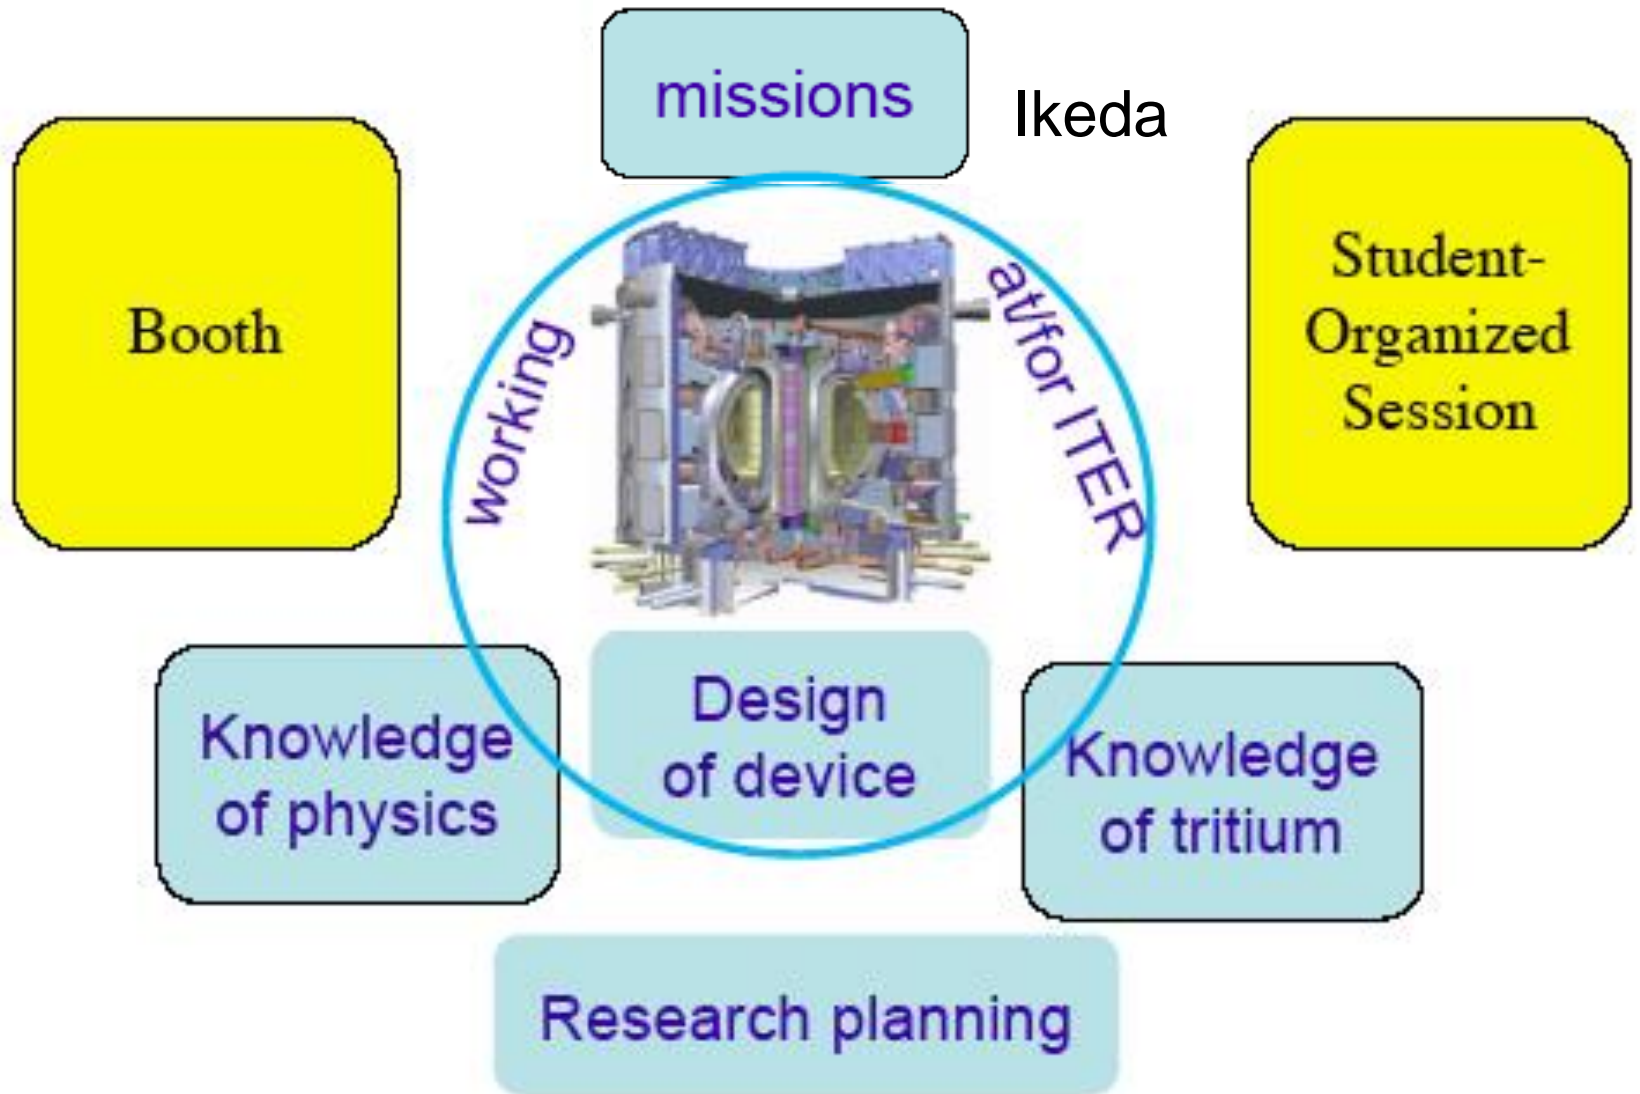 missions
Ikeda
Booth
Student-
Organized
Session
working
at/for ITER
Knowledge
of physics
Design
of device
Knowledge
of tritium
Research planning